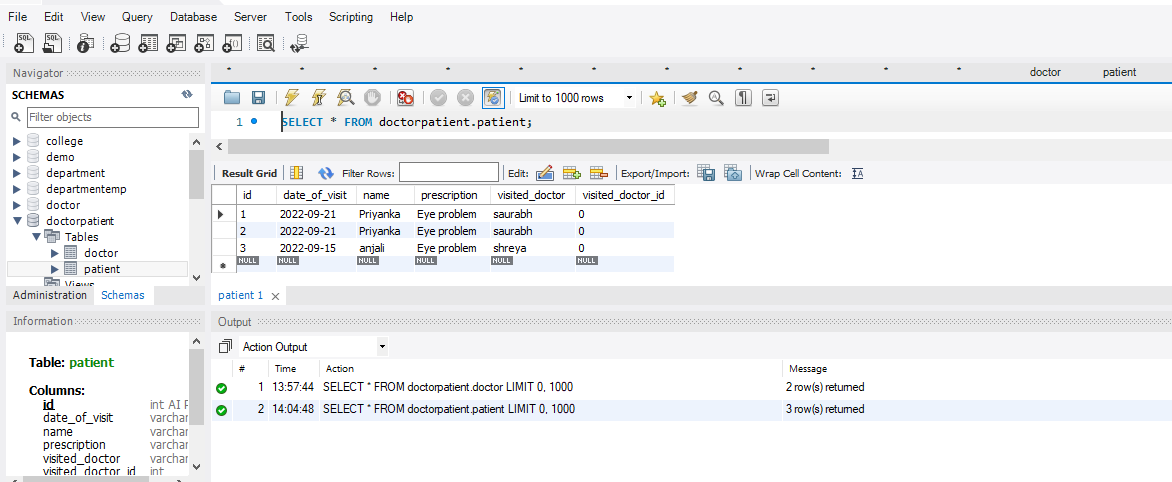 File Edit View Query Database Server Tools Scripting Help
Navigator
SCHEMAS
Filter objects
college
demo
department
departmenttemp
doctor
doctorpatient
Tables
doctor
patient
Views
Administration Schemas
Information
Table: patient
Columns:
id int AI P
date_of_visit varchar
name varchar
prescription varchar
visited_doctor varchar
visited_doctor_id int
* * * * * * * * * * * doctor patient
Limit to 1000 rows
1 SELECT * FROM doctorpatient.patient;
Result Grid Filter Rows: Edit: Export/Import: Wrap Cell Content: IA
id date_of_visit name prescription visited_doctor visited_doctor_id
1 2022-09-21 Priyanka Eye problem saurabh 0
2 2022-09-21 Priyanka Eye problem saurabh 0
3 2022-09-15 anjali Eye problem shreya 0
* NULL NULL NULL NULL NULL NULL
patient 1 ×
Output
Action Output
# Time Action Message
1 13:57:44 SELECT * FROM doctorpatient.doctor LIMIT 0, 1000 2 row(s) returned
2 14:04:48 SELECT * FROM doctorpatient.patient LIMIT 0, 1000 3 row(s) returned